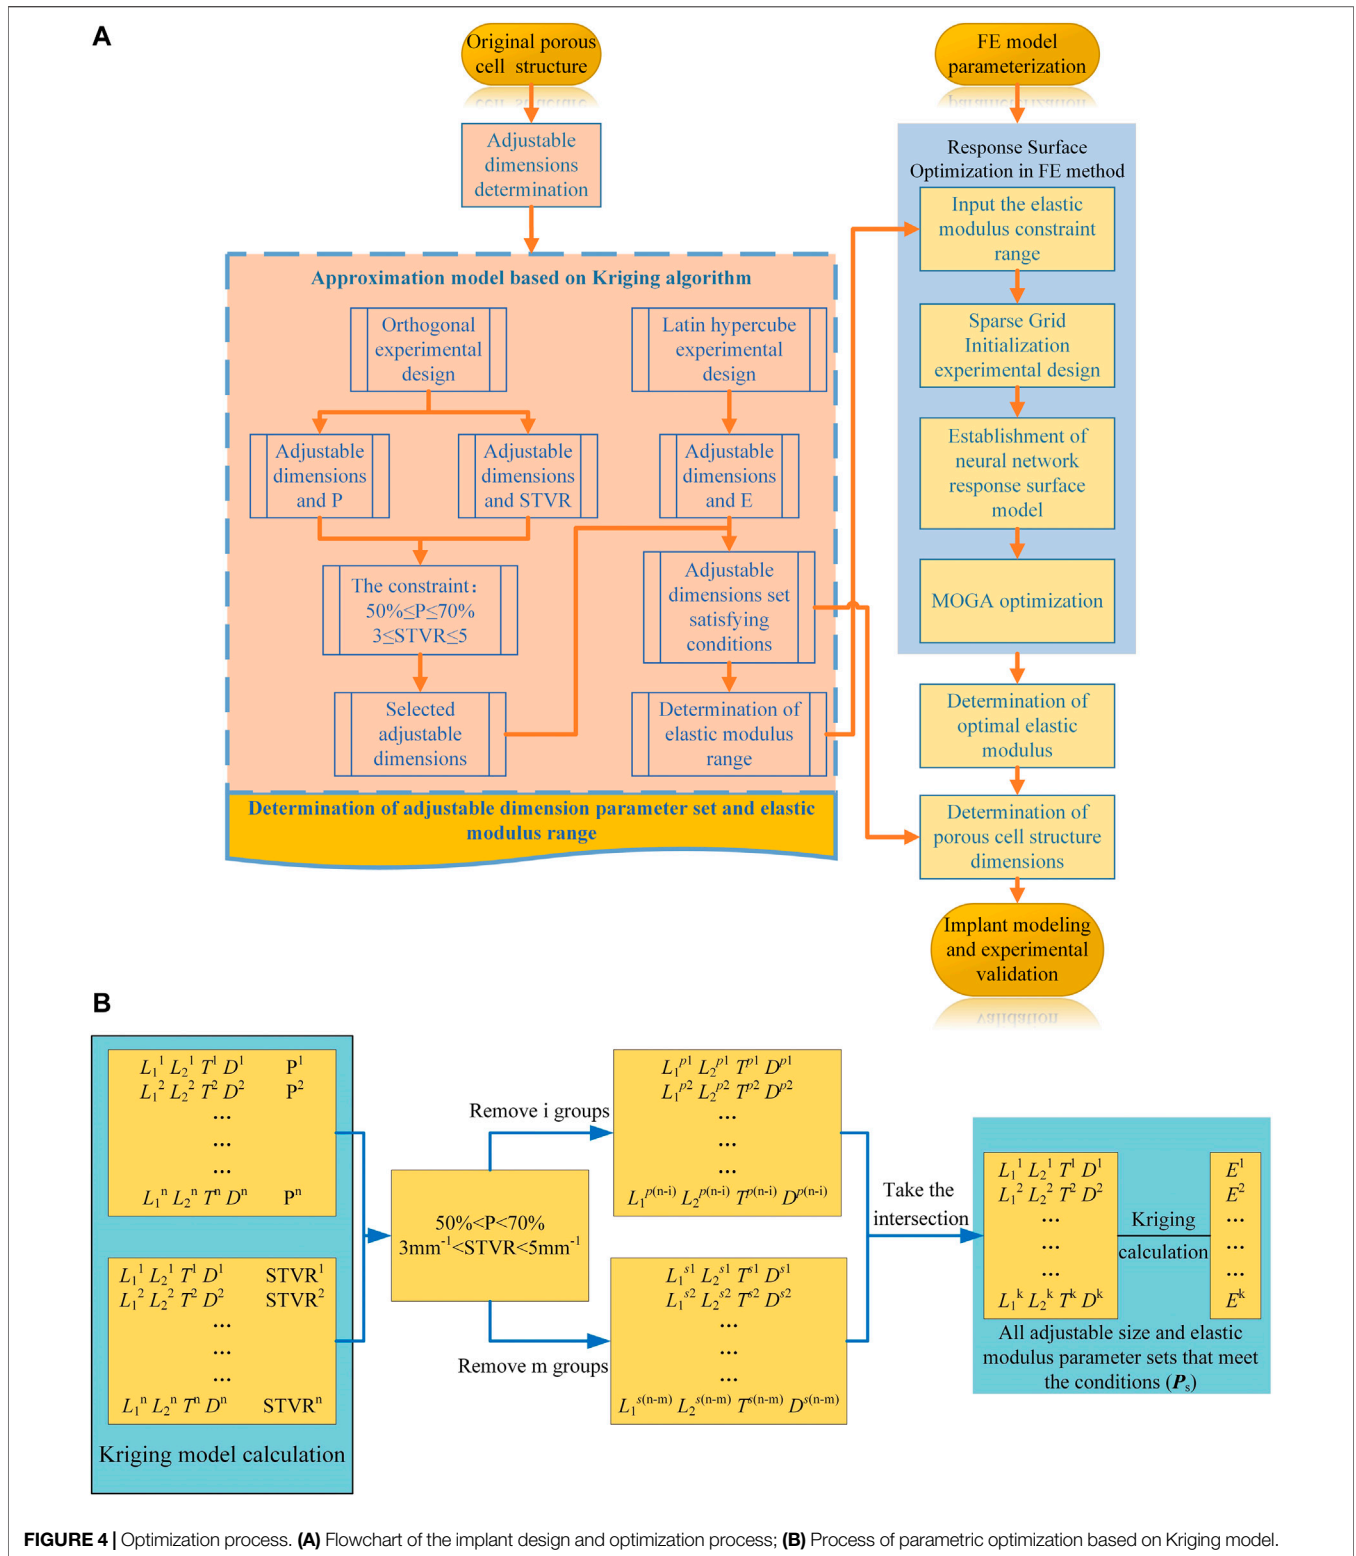 A
Original porous
cell structure
Adjustable
dimensions
determination
Approximation model based on Kriging algorithm
Orthogonal
experimental
design
Latin hypercube
experimental
design
Adjustable
dimensions
and P
Adjustable
dimensions
and STVR
Adjustable
dimensions
and E
The constraint:
50%≤P≤70%
3≤STVR≤5
Adjustable
dimensions set
satisfying
conditions
Selected
adjustable
dimensions
Determination of
elastic modulus
range
Determination of adjustable dimension parameter set and elastic
modulus range
FE model
parameterization
Response Surface
Optimization in FE method
Input the elastic
modulus constraint
range
Sparse Grid
Initialization
experimental design
Establishment of
neural network
response surface
model
MOGA optimization
Determination of
optimal elastic
modulus
Determination of
porous cell structure
dimensions
Implant modeling
and experimental
validation
B
L₁¹ L₂¹ T¹ D¹ P¹
L₁² L₂² T² D² P²
...
...
...
L₁ⁿ L₂ⁿ Tⁿ Dⁿ Pⁿ
L₁¹ L₂¹ T¹ D¹ STVR¹
L₁² L₂² T² D² STVR²
...
...
...
L₁ⁿ L₂ⁿ Tⁿ Dⁿ STVRⁿ
Kriging model calculation
50%<P<70%
3mm⁻¹<STVR<5mm⁻¹
Remove i groups
Remove m groups
L₁^p1 L₂^p1 T^p1 D^p1
L₁^p2 L₂^p2 T^p2 D^p2
...
...
...
L₁^p(n-i) L₂^p(n-i) T^p(n-i) D^p(n-i)
L₁^s1 L₂^s1 T^s1 D^s1
L₁^s2 L₂^s2 T^s2 D^s2
...
...
...
L₁^s(n-m) L₂^s(n-m) T^s(n-m) D^s(n-m)
Take the
intersection
L₁¹ L₂¹ T¹ D¹
L₁² L₂² T² D²
...
...
...
L₁^k L₂^k T^k D^k
Kriging
calculation
E¹
E²
...
...
...
E^k
All adjustable size and elastic
modulus parameter sets that meet
the conditions (Pₛ)
FIGURE 4 | Optimization process. (A) Flowchart of the implant design and optimization process; (B) Process of parametric optimization based on Kriging model.